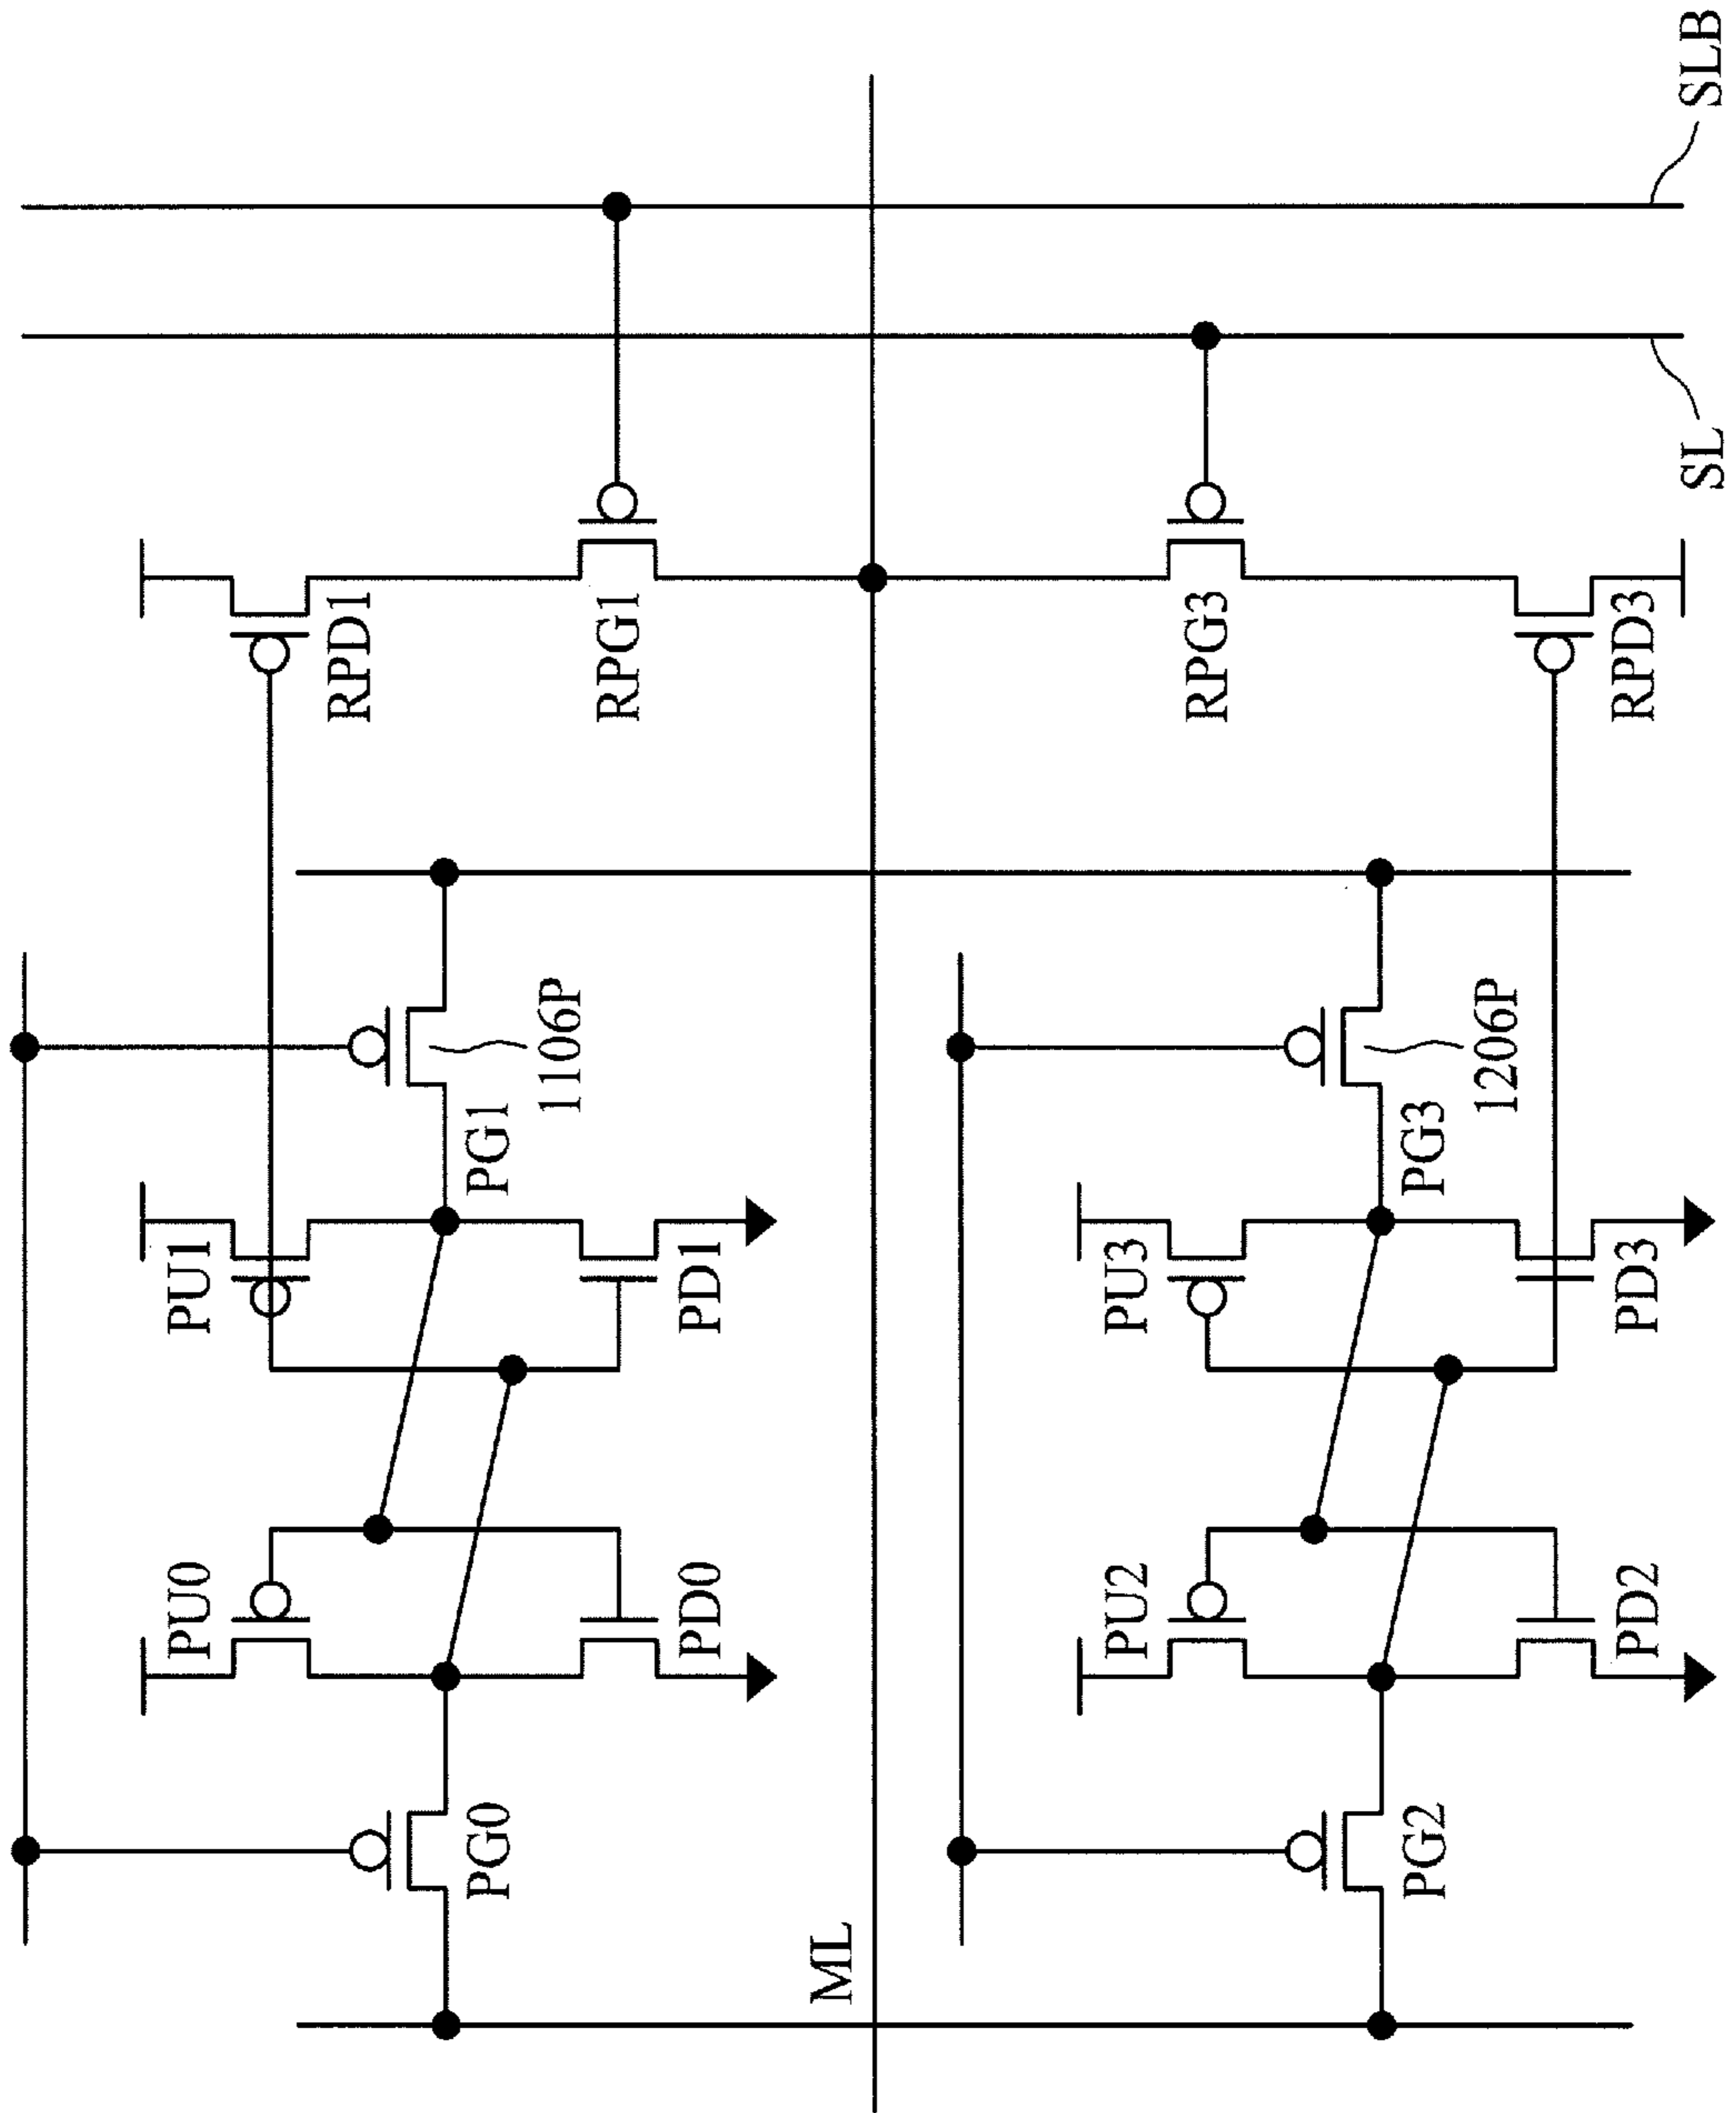 PU0
PU1
RPD1
PG0
PG1
1106P
RPG1
PD0
PD1
ML
PU2
PU3
RPG3
PG2
PG3
1206P
PD2
PD3
RPD3
SL
SLB